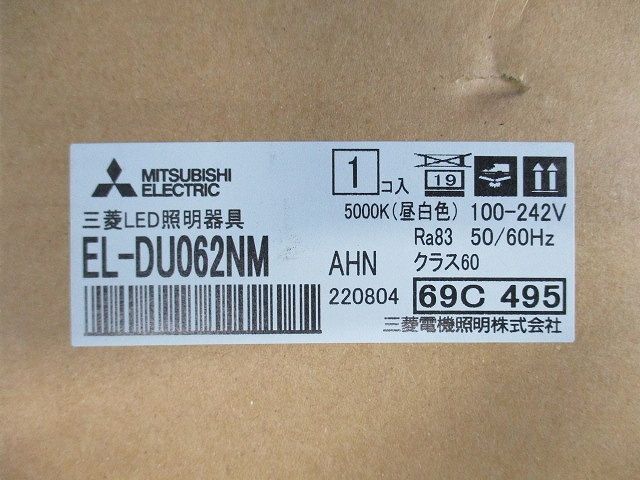 MITSUBISHI
ELECTRIC
1 コ入
19
三菱LED照明器具
5000K(昼白色) 100-242V
Ra83 50/60Hz
EL-DU062NM
AHN
クラス60
220804
69C 495
三菱電機照明株式会社